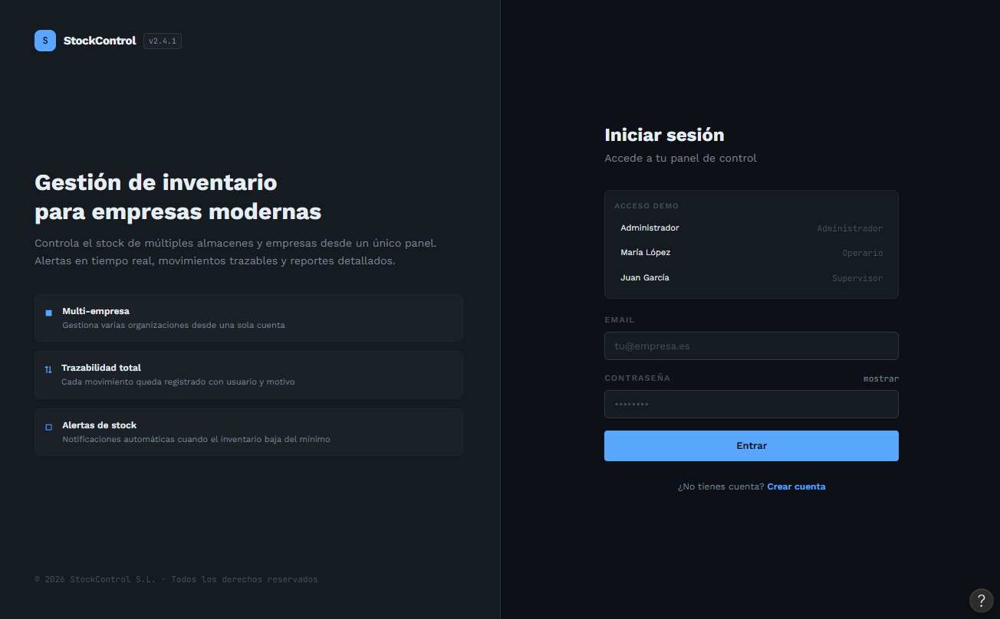 S StockControl v2.4.1
Gestión de inventario
para empresas modernas
Controla el stock de múltiples almacenes y empresas desde un único panel.
Alertas en tiempo real, movimientos trazables y reportes detallados.
Multi-empresa
Gestiona varias organizaciones desde una sola cuenta
Trazabilidad total
Cada movimiento queda registrado con usuario y motivo
Alertas de stock
Notificaciones automáticas cuando el inventario baja del mínimo
© 2026 StockControl S.L. · Todos los derechos reservados
Iniciar sesión
Accede a tu panel de control
ACCESO DEMO
Administrador Administrador
María López Operario
Juan García Supervisor
EMAIL
tu@empresa.es
CONTRASEÑA mostrar
••••••••
Entrar
¿No tienes cuenta? Crear cuenta
?